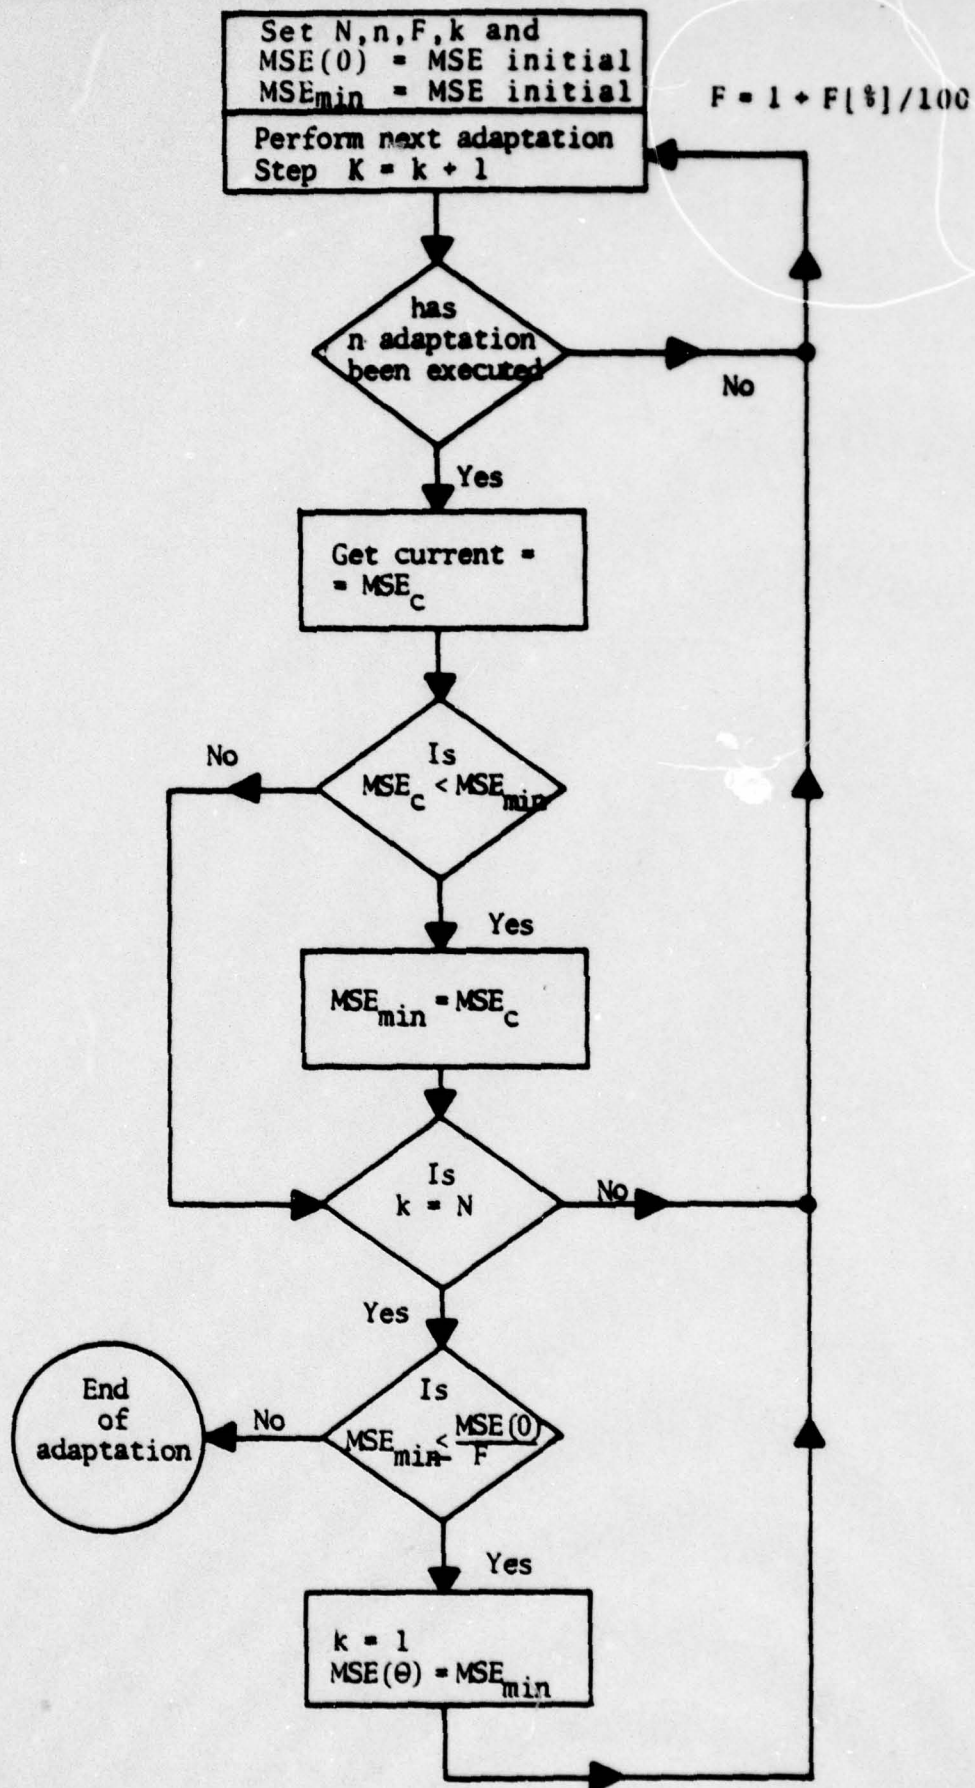 Set N,n,F,k and
MSE(0) = MSE initial
MSEmin = MSE initial
F = 1 + F[%]/100
Perform next adaptation
Step K = k + 1
has
n adaptation
been executed
No
Yes
Get current =
= MSEc
Is
MSEc < MSEmin
No
Yes
MSEmin = MSEc
Is
k = N
No
Yes
Is
MSEmin ≤ MSE(0)
F
No
End
of
adaptation
Yes
k = 1
MSE(θ) = MSEmin